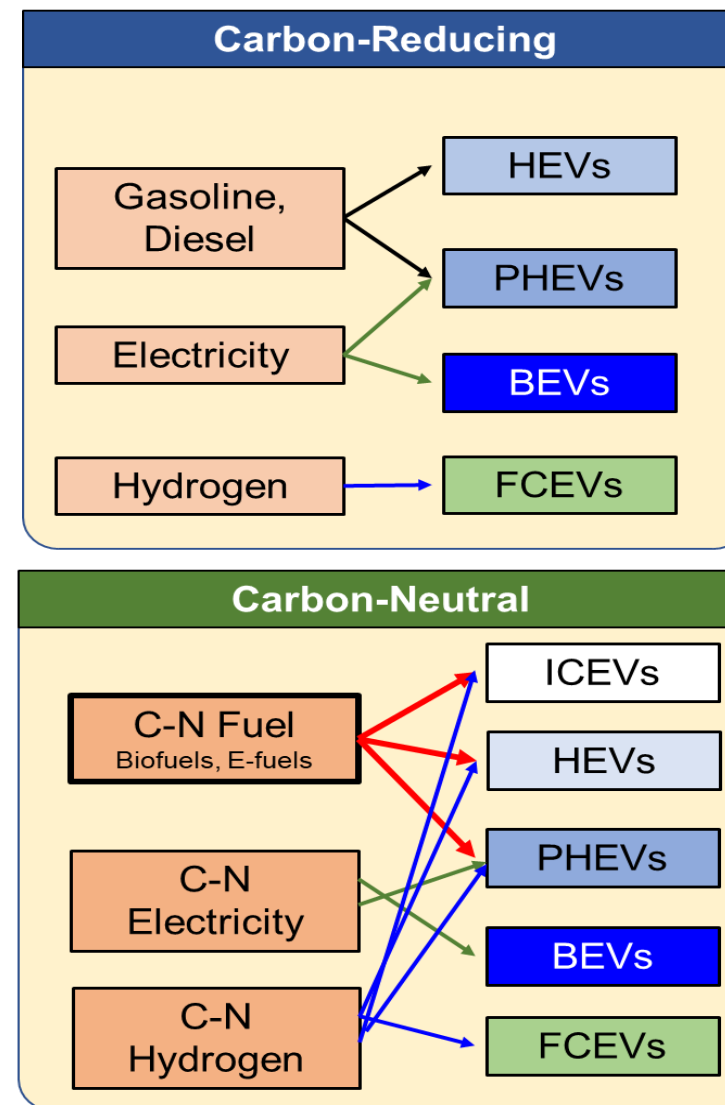 Carbon-Reducing
Gasoline,
Diesel
HEVs
PHEVs
Electricity
BEVs
Hydrogen
FCEVs
Carbon-Neutral
C-N Fuel
Biofuels, E-fuels
ICEVs
HEVs
C-N
Electricity
PHEVs
BEVs
C-N
Hydrogen
FCEVs